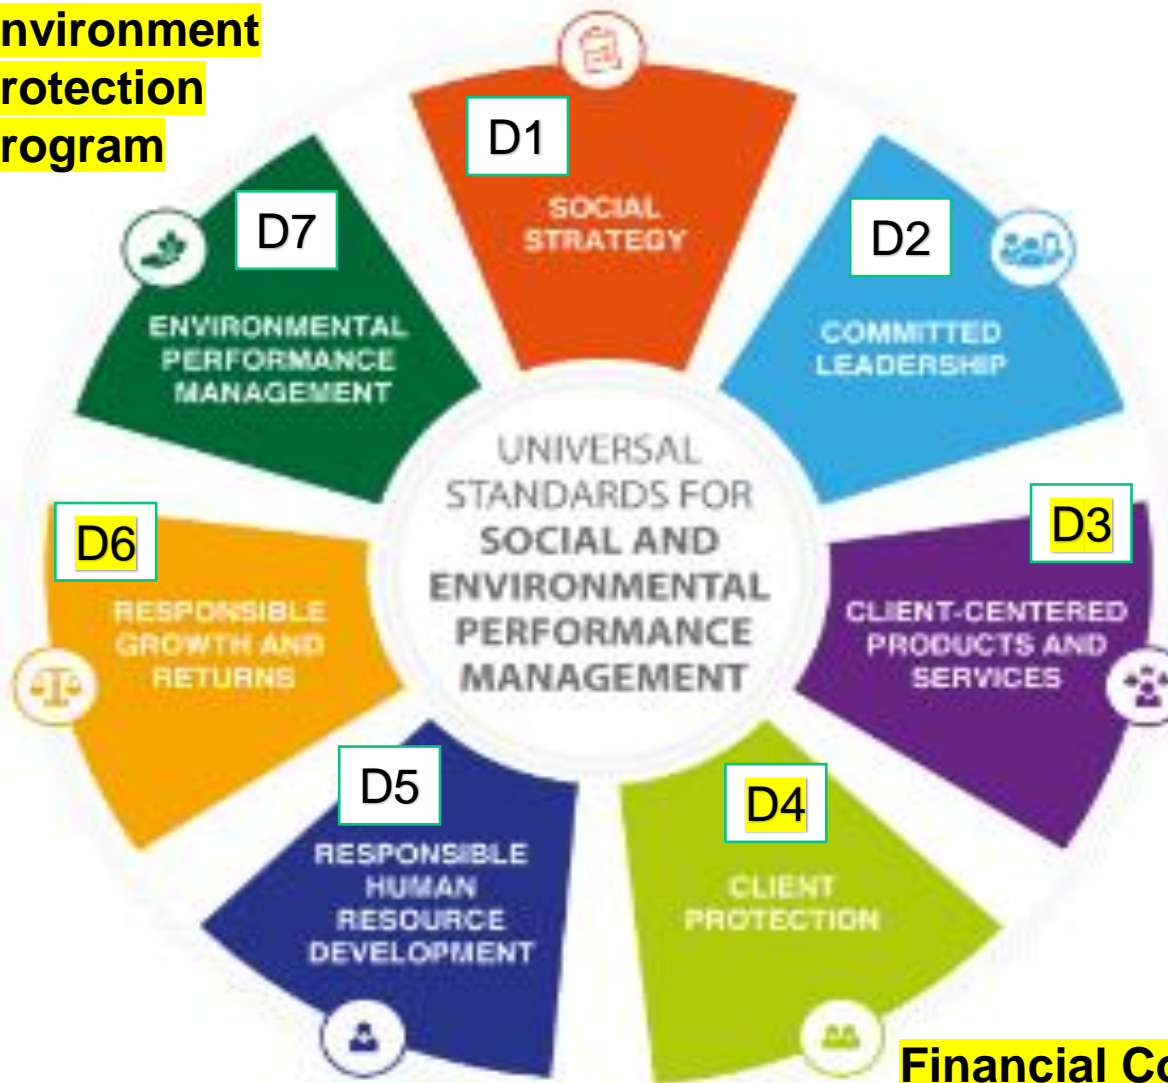 nvironment
rotection
rogram
D1
SOCIAL
STRATEGY
D2
COMMITTED
LEADERSHIP
D3
CLIENT-CENTERED
PRODUCTS AND
SERVICES
D4
CLIENT
PROTECTION
D5
RESPONSIBLE
HUMAN
RESOURCE
DEVELOPMENT
D6
RESPONSIBLE
GROWTH AND
RETURNS
D7
ENVIRONMENTAL
PERFORMANCE
MANAGEMENT
UNIVERSAL
STANDARDS FOR
SOCIAL AND
ENVIRONMENTAL
PERFORMANCE
MANAGEMENT
Financial Co